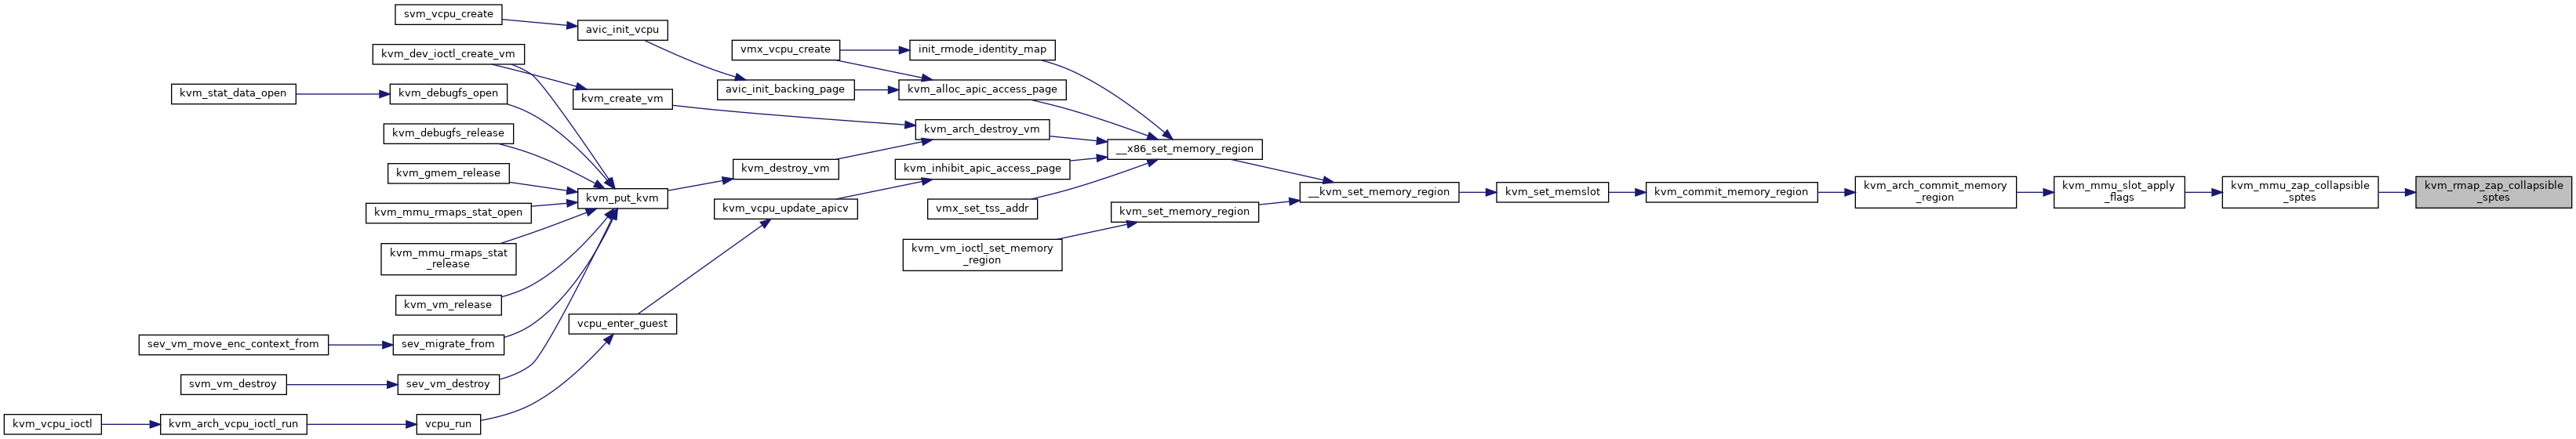 svm_vcpu_create
avic_init_vcpu
kvm_dev_ioctl_create_vm
vmx_vcpu_create
init_rmode_identity_map
kvm_stat_data_open
kvm_debugfs_open
kvm_create_vm
avic_init_backing_page
kvm_alloc_apic_access_page
kvm_debugfs_release
kvm_arch_destroy_vm
__x86_set_memory_region
kvm_gmem_release
kvm_destroy_vm
kvm_inhibit_apic_access_page
kvm_mmu_rmaps_stat_open
kvm_put_kvm
kvm_vcpu_update_apicv
vmx_set_tss_addr
kvm_set_memory_region
__kvm_set_memory_region
kvm_set_memslot
kvm_commit_memory_region
kvm_arch_commit_memory
_region
kvm_mmu_slot_apply
_flags
kvm_mmu_zap_collapsible
_sptes
kvm_rmap_zap_collapsible
_sptes
kvm_mmu_rmaps_stat
_release
kvm_vm_ioctl_set_memory
_region
kvm_vm_release
vcpu_enter_guest
sev_vm_move_enc_context_from
sev_migrate_from
svm_vm_destroy
sev_vm_destroy
kvm_vcpu_ioctl
kvm_arch_vcpu_ioctl_run
vcpu_run